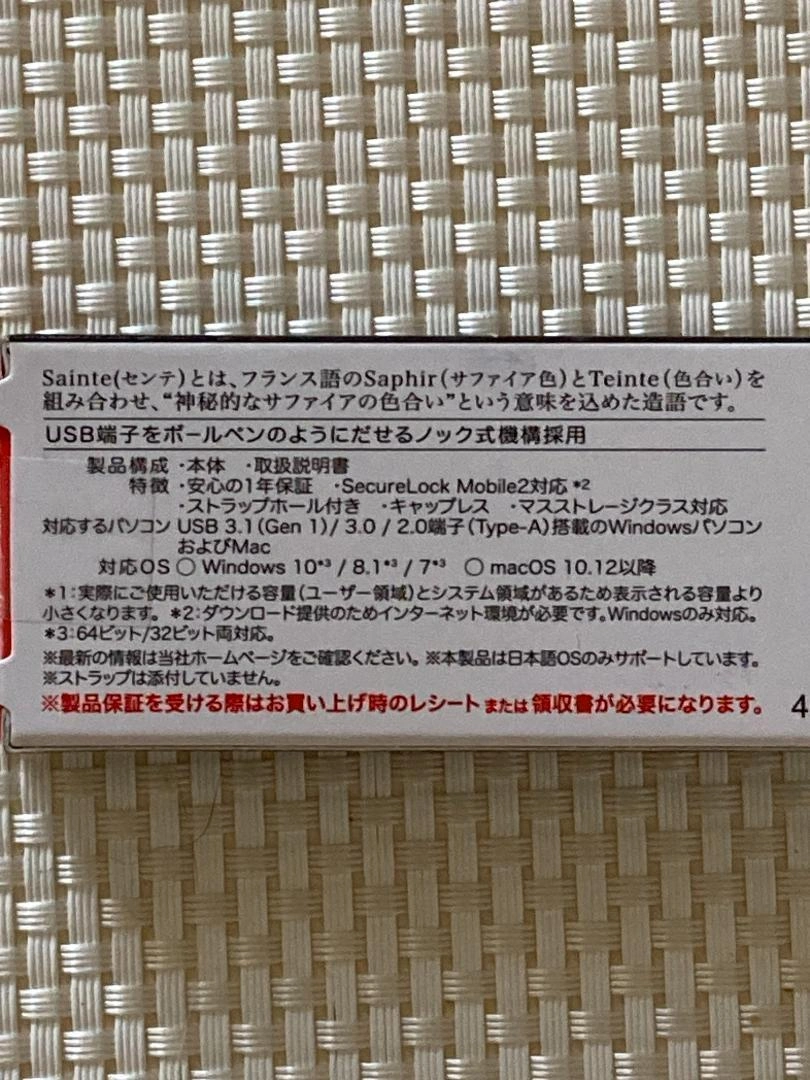 Sainte(センテ)とは、フランス語のSaphir(サファイア色)とTeinte(色合い)を
組み合わせ、“神秘的なサファイアの色合い”という意味を込めた造語です。
USB端子をボールペンのようにだせるノック式機構採用
製品構成 ・本体 ・取扱説明書
特徴 ・安心の1年保証 ・SecureLock Mobile2対応 *2
・ストラップホール付き ・キャップレス ・マスストレージクラス対応
対応するパソコン USB 3.1(Gen 1)/ 3.0 / 2.0端子(Type-A)搭載のWindowsパソコン
およびMac
対応OS ○ Windows 10*3 / 8.1*3 / 7*3 ○ macOS 10.12以降
*1:実際にご使用いただける容量(ユーザー領域)とシステム領域があるため表示される容量より
小さくなります。 *2:ダウンロード提供のためインターネット環境が必要です。Windowsのみ対応。
*3:64ビット/32ビット両対応。
※最新の情報は当社ホームページをご確認ください。※本製品は日本語OSのみサポートしています。
※ストラップは添付していません。
※製品保証を受ける際はお買い上げ時のレシートまたは領収書が必要になります。 4